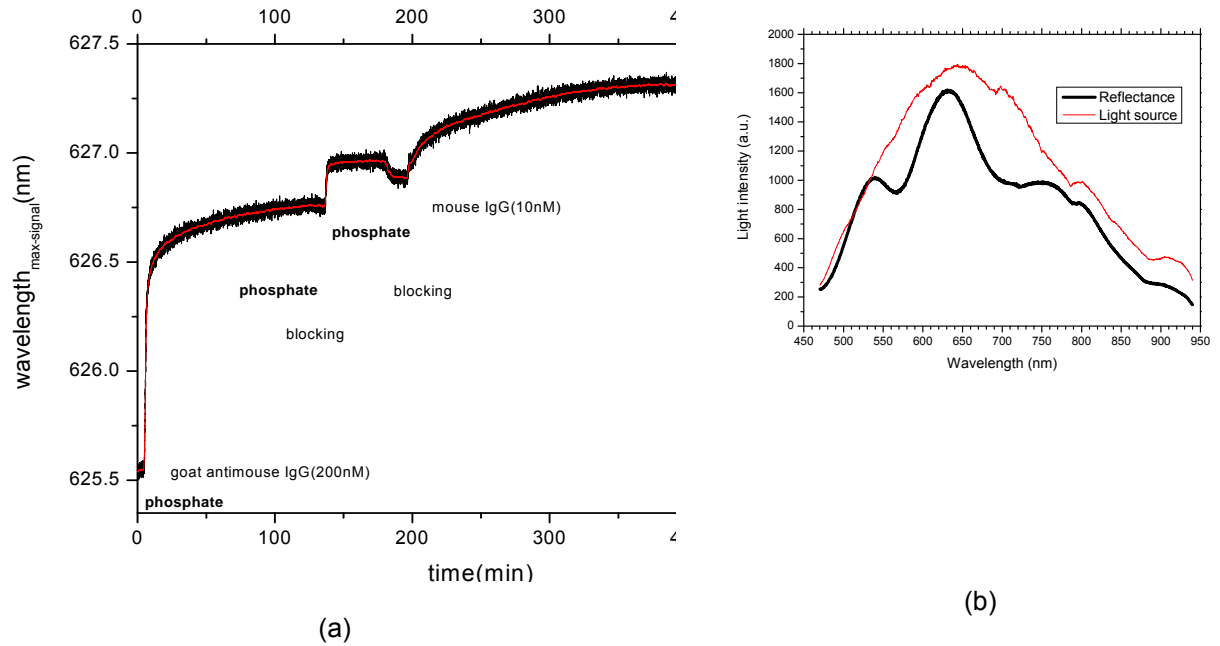 0 100 200 300 4
627.5
627.0
626.5
626.0
625.5
wavelength max-signal (nm)
mouse IgG(10nM)
phosphate
phosphate
blocking
blocking
goat antimouse IgG(200nM)
phosphate
0 100 200 300 4
time(min)
(a)
2000
1800
1600
1400
1200
1000
800
600
400
200
0
Light intensity (a.u.)
Reflectance
Light source
450 500 550 600 650 700 750 800 850 900 950
Wavelength (nm)
(b)